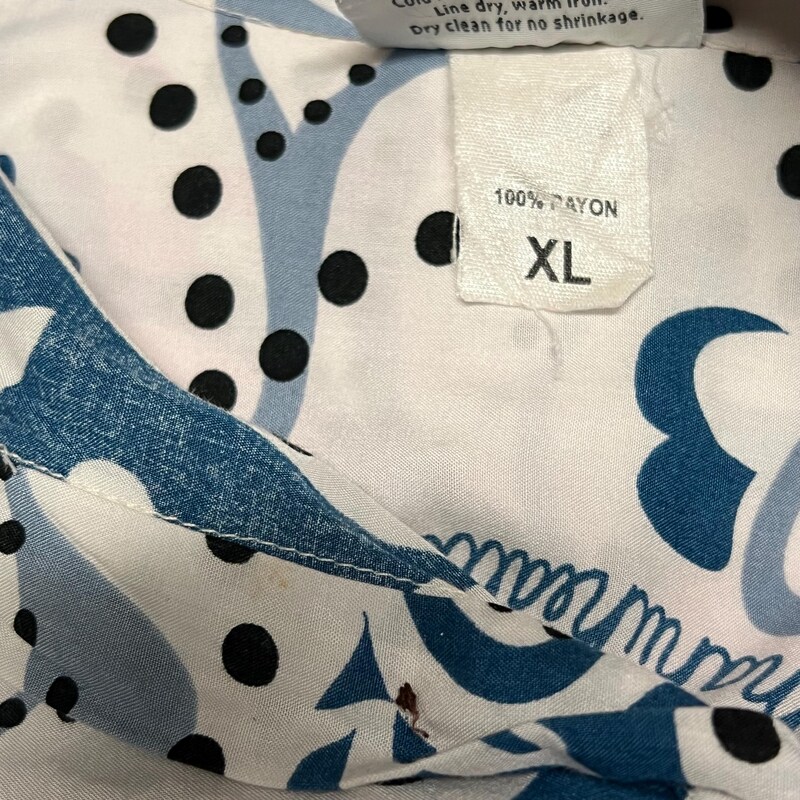 Line dry, warm iron.
Dry clean for no shrinkage.
100% RAYON
XL